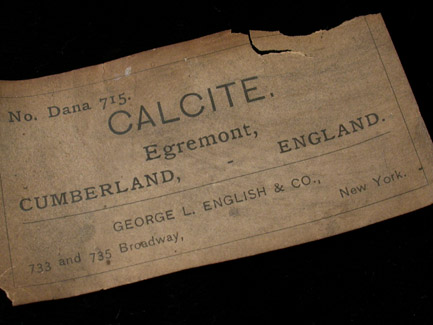 No. Dana 715.
CALCITE.
Egremont,
CUMBERLAND, - ENGLAND.
GEORGE L. ENGLISH & CO.,
733 and 735 Broadway, New York.